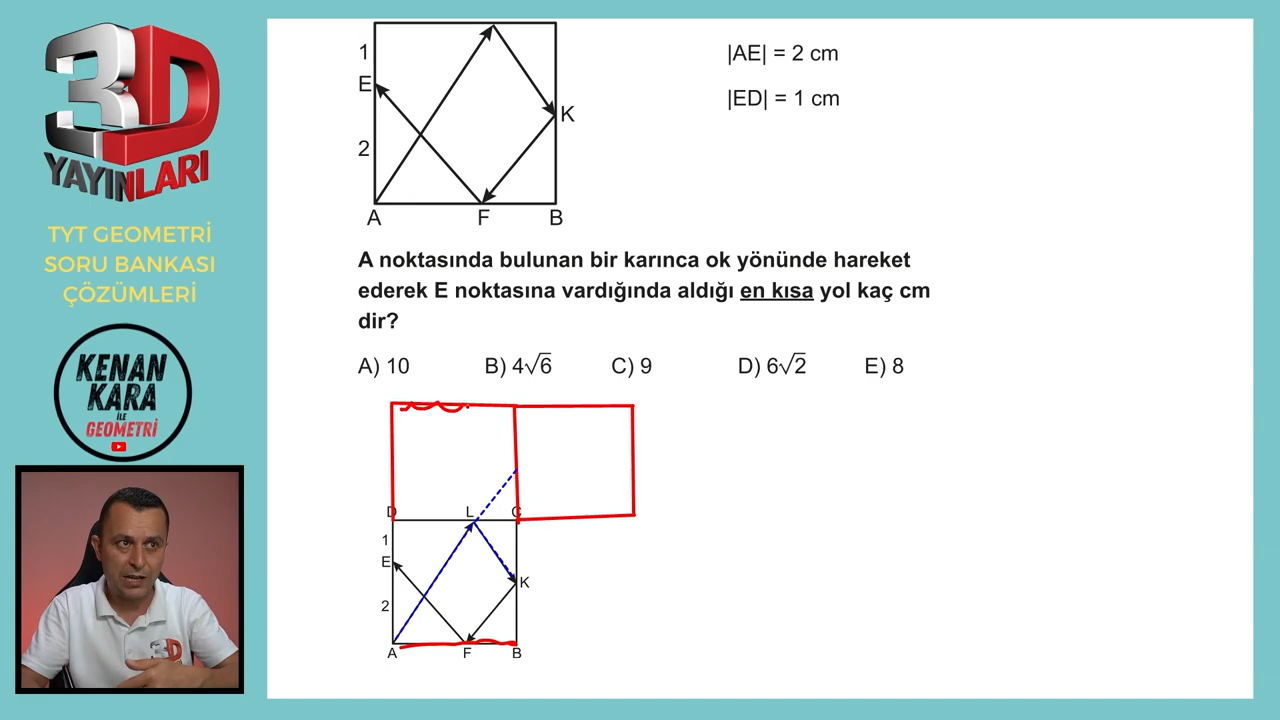 3D
YAYINLARI
TYT GEOMETRİ
SORU BANKASI
ÇÖZÜMLERİ
KENAN
KARA
İLE
GEOMETRİ
1
E
2
K
A
F
B
|AE| = 2 cm
|ED| = 1 cm
A noktasında bulunan bir karınca ok yönünde hareket
ederek E noktasına vardığında aldığı en kısa yol kaç cm
dir?
A) 10 B) 4√6 C) 9 D) 6√2 E) 8
D L C
1
E
K
2
A F B
3D